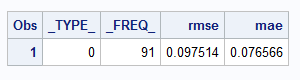 Obs _TYPE_ _FREQ_ rmse mae
1 0 91 0.097514 0.076566